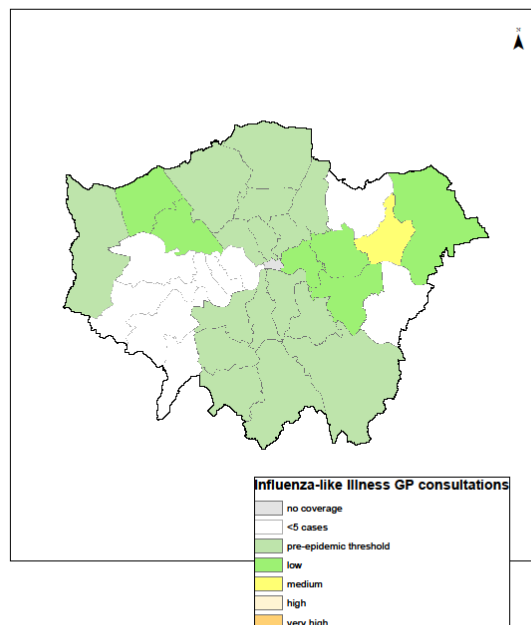 N
Influenza-like Illness GP consultations
no coverage
<5 cases
pre-epidemic threshold
low
medium
high
very high